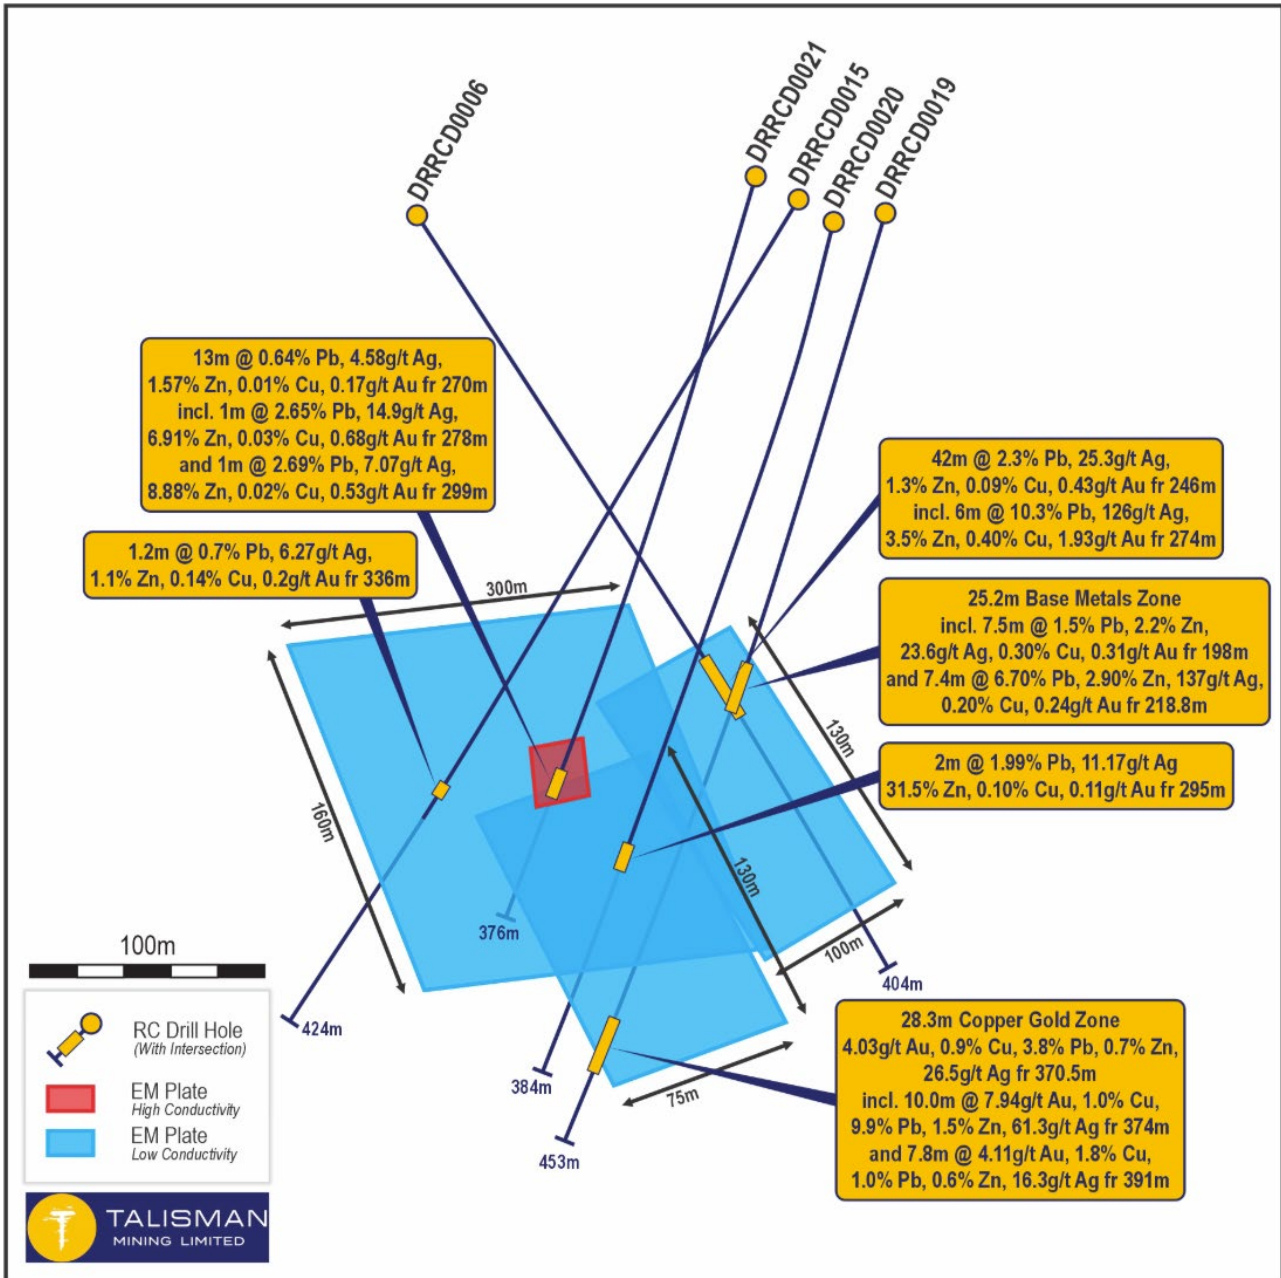 DRRCD0006
DRRCD0021
DRRCD0015
DRRCD0020
DRRCD0019
13m @ 0.64% Pb, 4.58g/t Ag,
1.57% Zn, 0.01% Cu, 0.17g/t Au fr 270m
incl. 1m @ 2.65% Pb, 14.9g/t Ag,
6.91% Zn, 0.03% Cu, 0.68g/t Au fr 278m
and 1m @ 2.69% Pb, 7.07g/t Ag,
8.88% Zn, 0.02% Cu, 0.53g/t Au fr 299m
1.2m @ 0.7% Pb, 6.27g/t Ag,
1.1% Zn, 0.14% Cu, 0.2g/t Au fr 336m
42m @ 2.3% Pb, 25.3g/t Ag,
1.3% Zn, 0.09% Cu, 0.43g/t Au fr 246m
incl. 6m @ 10.3% Pb, 126g/t Ag,
3.5% Zn, 0.40% Cu, 1.93g/t Au fr 274m
25.2m Base Metals Zone
incl. 7.5m @ 1.5% Pb, 2.2% Zn,
23.6g/t Ag, 0.30% Cu, 0.31g/t Au fr 198m
and 7.4m @ 6.70% Pb, 2.90% Zn, 137g/t Ag,
0.20% Cu, 0.24g/t Au fr 218.8m
2m @ 1.99% Pb, 11.17g/t Ag
31.5% Zn, 0.10% Cu, 0.11g/t Au fr 295m
300m
160m
130m
130m
100m
75m
376m
404m
424m
384m
453m
28.3m Copper Gold Zone
4.03g/t Au, 0.9% Cu, 3.8% Pb, 0.7% Zn,
26.5g/t Ag fr 370.5m
incl. 10.0m @ 7.94g/t Au, 1.0% Cu,
9.9% Pb, 1.5% Zn, 61.3g/t Ag fr 374m
and 7.8m @ 4.11g/t Au, 1.8% Cu,
1.0% Pb, 0.6% Zn, 16.3g/t Ag fr 391m
100m
RC Drill Hole
(With Intersection)
EM Plate
High Conductivity
EM Plate
Low Conductivity
TALISMAN
MINING LIMITED